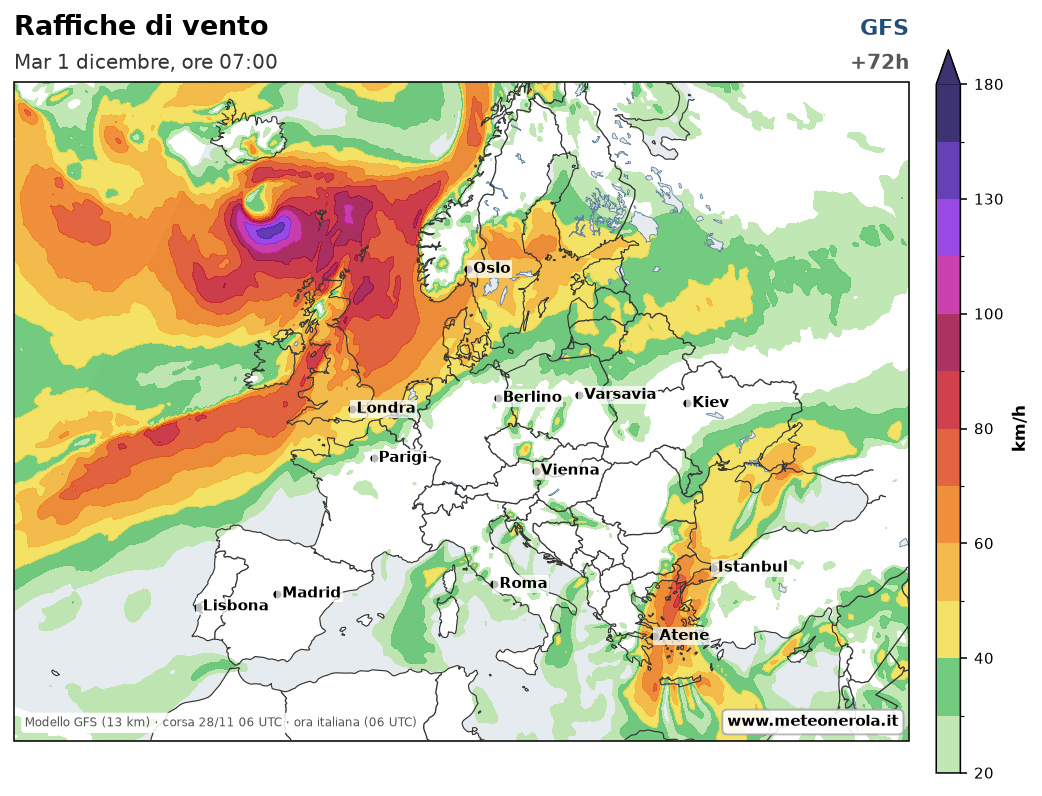 Raffiche di vento
GFS
Mar 1 dicembre, ore 07:00
+72h
180
130
100
80
60
40
20
km/h
Oslo
Berlino
Varsavia
Kiev
Londra
Parigi
Vienna
Istanbul
Roma
Madrid
Lisbona
Atene
Modello GFS (13 km) · corsa 28/11 06 UTC · ora italiana (06 UTC)
www.meteonerola.it